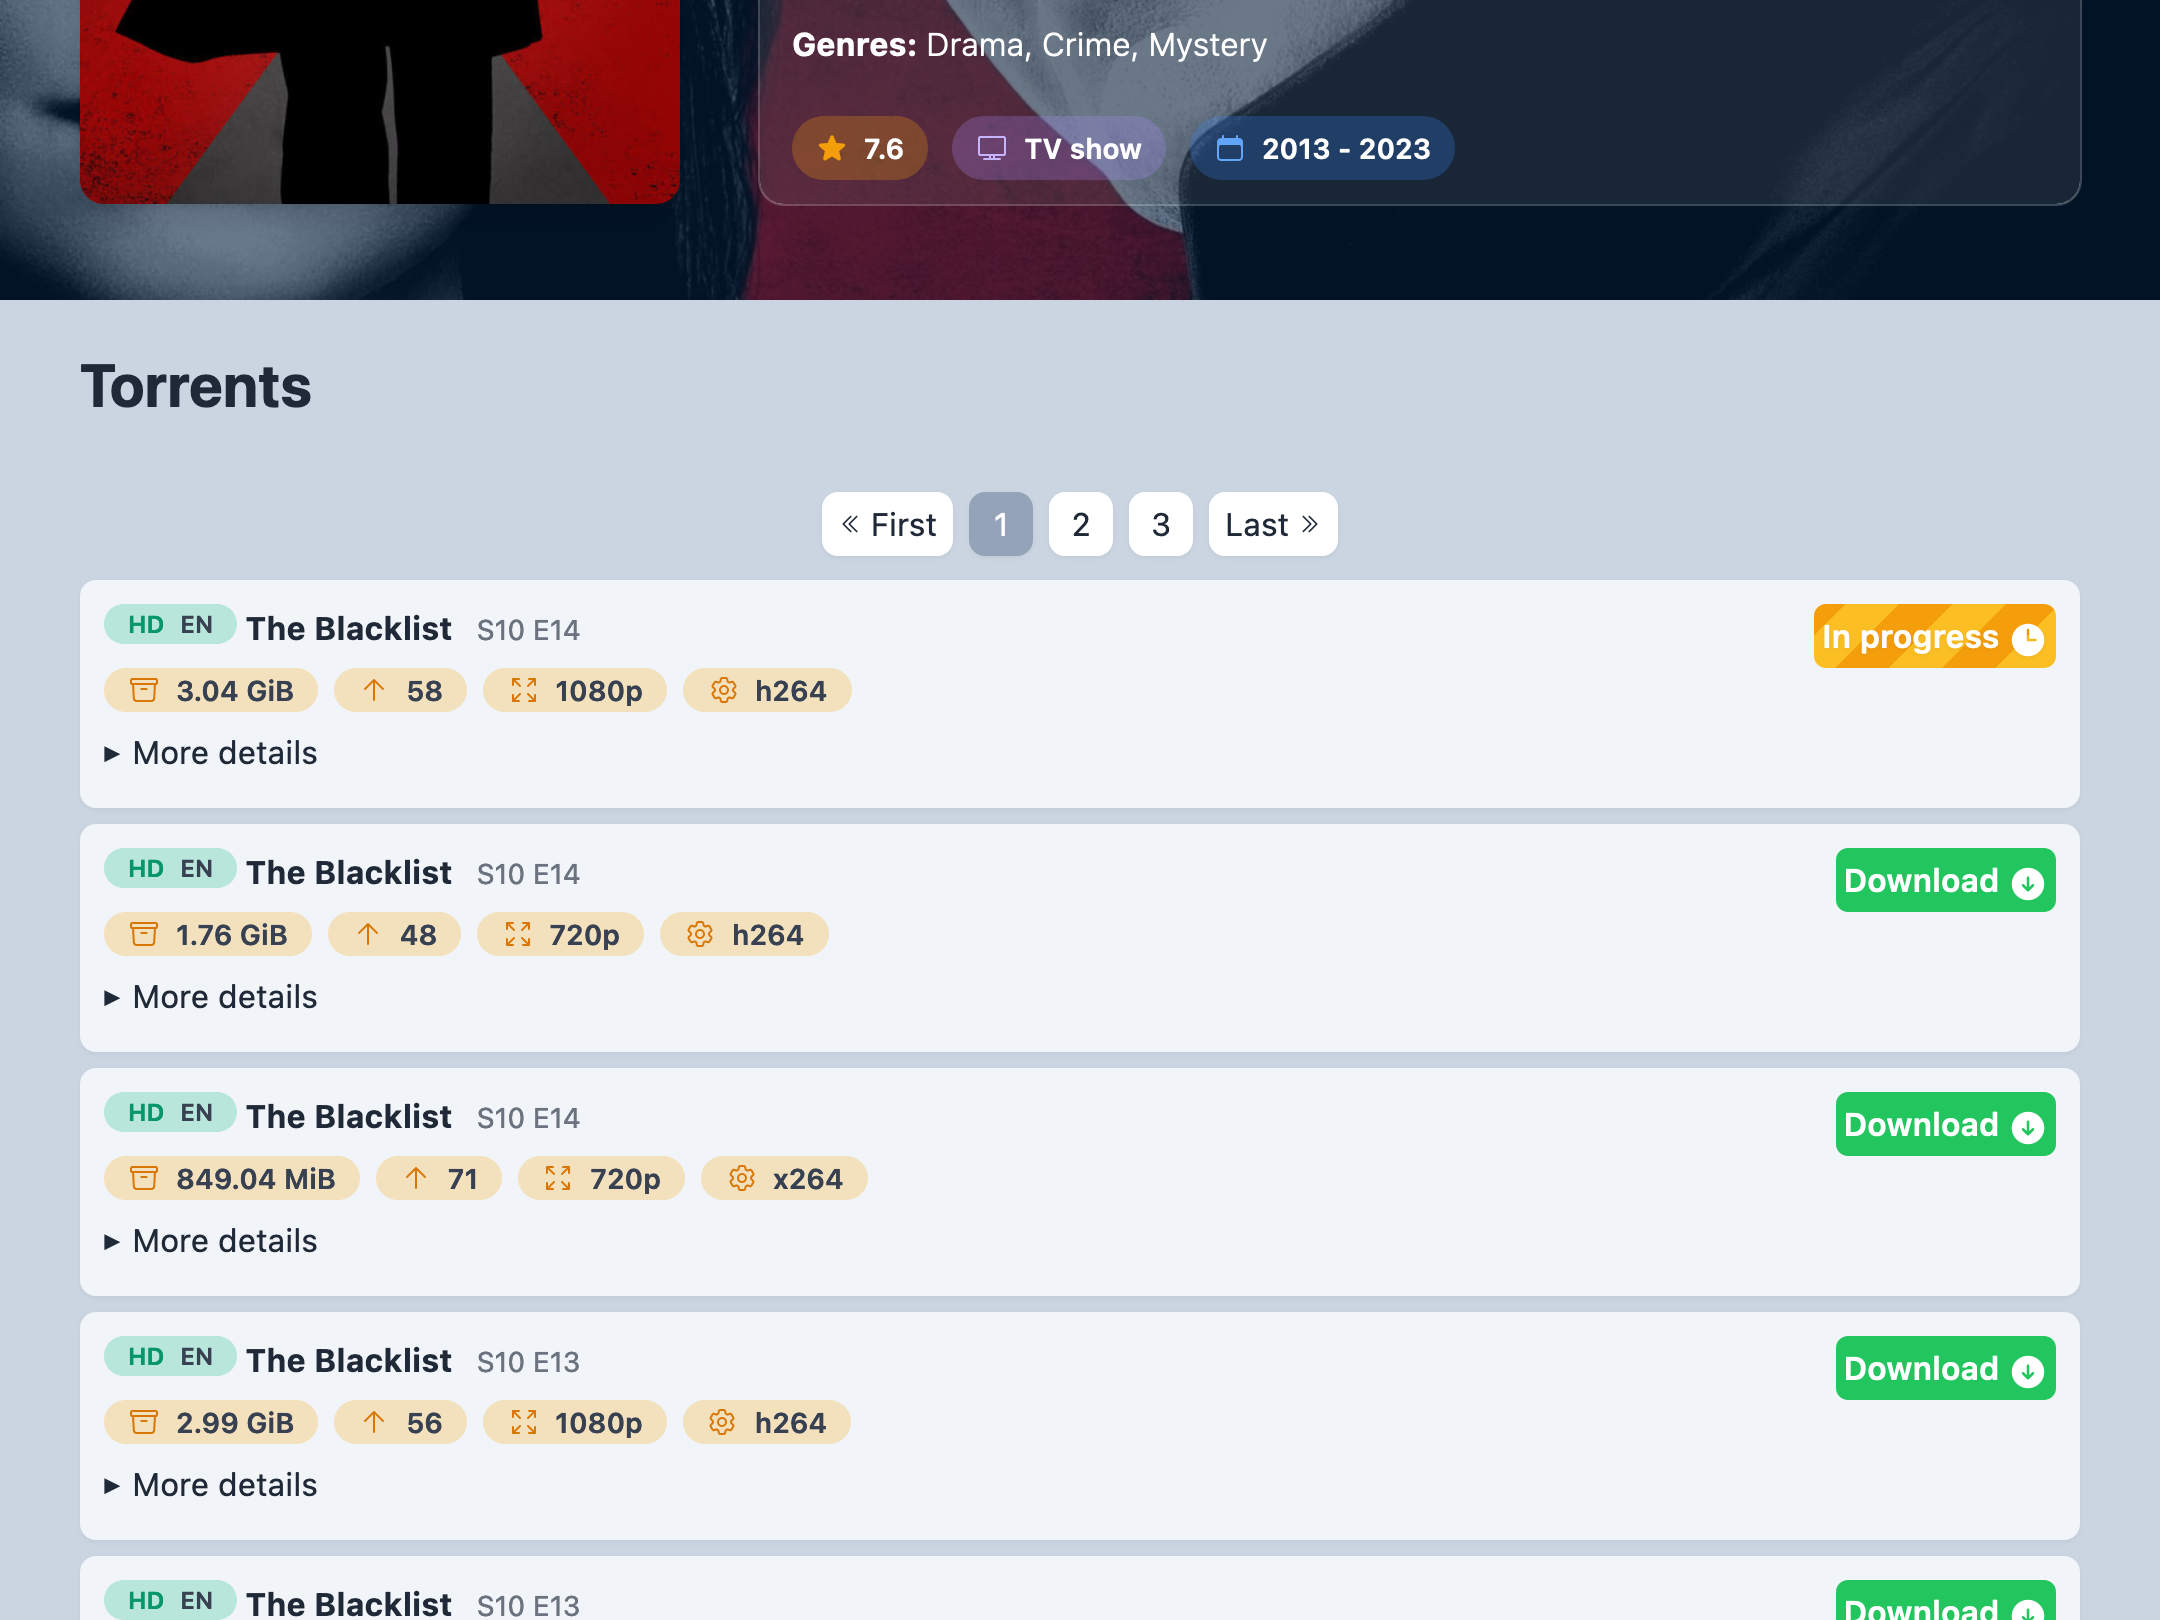 Genres: Drama, Crime, Mystery
7.6 TV show 2013 - 2023
Torrents
« First 1 2 3 Last »
HD EN The Blacklist S10 E14 In progress
3.04 GiB 58 1080p h264
More details
HD EN The Blacklist S10 E14 Download
1.76 GiB 48 720p h264
More details
HD EN The Blacklist S10 E14 Download
849.04 MiB 71 720p x264
More details
HD EN The Blacklist S10 E13 Download
2.99 GiB 56 1080p h264
More details
HD EN The Blacklist S10 E13 Download